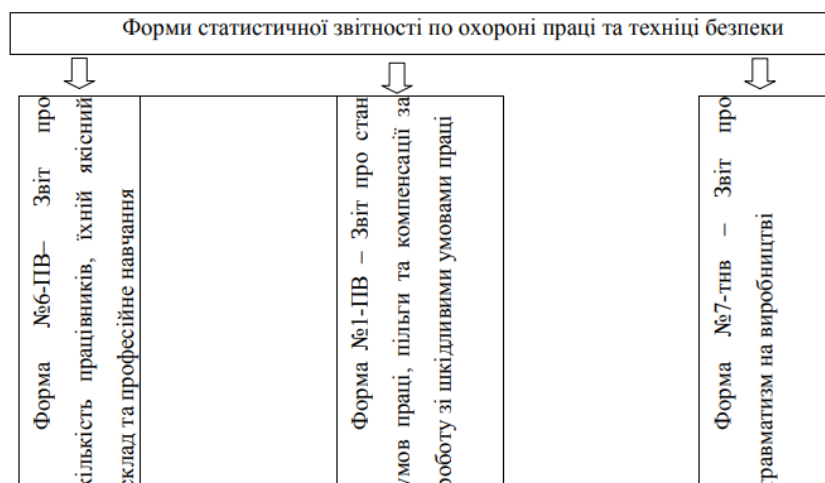 Форми статистичної звітності по охороні праці та техніці безпеки
Форма №6-ПВ– Звіт про
кількість працівників, їхній якісний
склад та професійне навчання
Форма №1-ПВ – Звіт про стан
умов праці, пільги та компенсації за
роботу зі шкідливими умовами праці
Форма №7-тнв – Звіт про
травматизм на виробництві